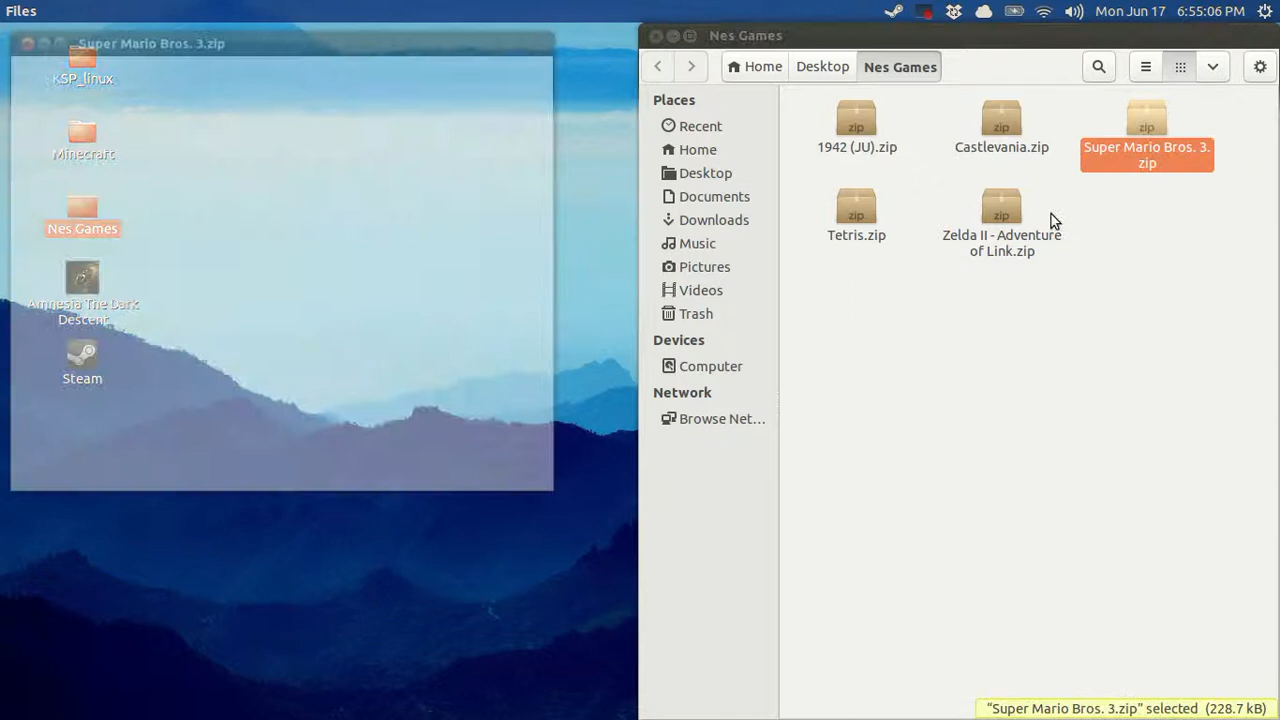 Files
Mon Jun 17
6:55:06 PM
Super Mario Bros. 3.zip
KSP_linux
Minecraft
Nes Games
Amnesia The Dark
Descent
Steam
Nes Games
Home
Desktop
Nes Games
Places
Recent
Home
Desktop
Documents
Downloads
Music
Pictures
Videos
Trash
Devices
Computer
Network
Browse Net…
zip
1942 (JU).zip
zip
Castlevania.zip
zip
Super Mario Bros. 3.
zip
zip
Tetris.zip
zip
Zelda II - Adventure
of Link.zip
“Super Mario Bros. 3.zip” selected (228.7 kB)